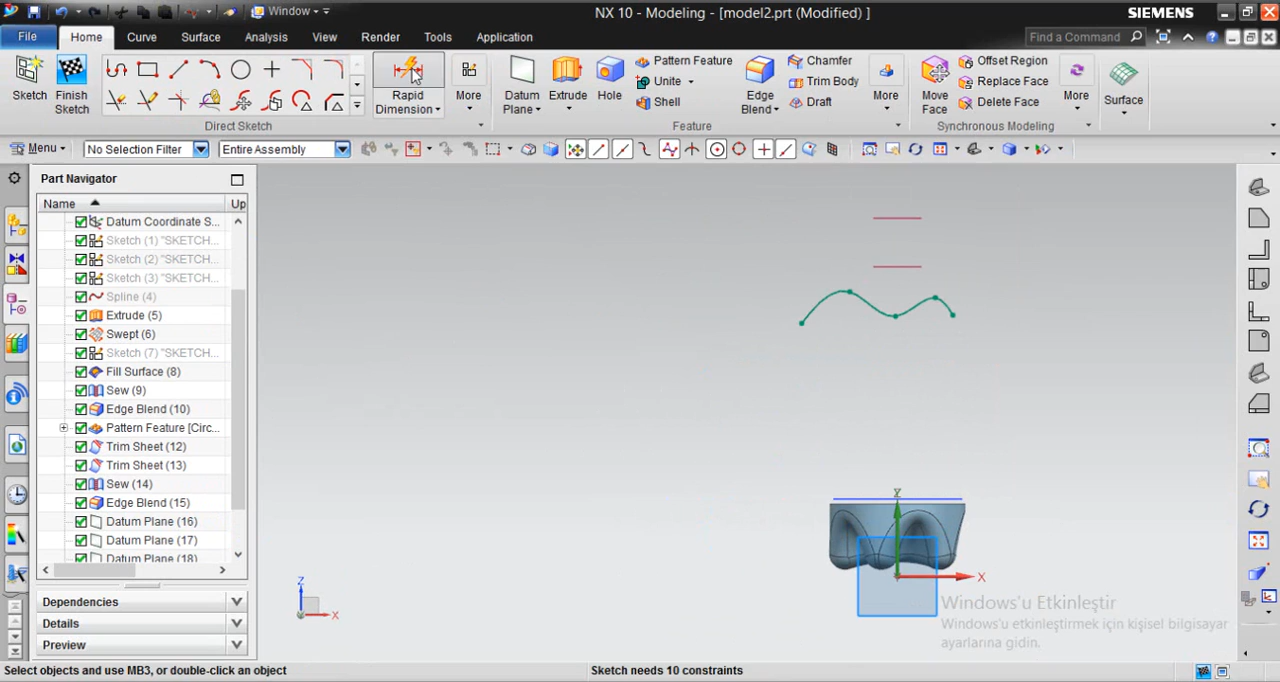 Window
NX 10 - Modeling - [model2.prt (Modified) ]
SIEMENS
File
Home
Curve
Surface
Analysis
View
Render
Tools
Application
Find a Command
Sketch
Finish
Sketch
Rapid
Dimension
More
Direct Sketch
Datum
Plane
Extrude
Hole
Pattern Feature
Unite
Shell
Edge
Blend
Chamfer
Trim Body
Draft
More
Feature
Move
Face
Offset Region
Replace Face
Delete Face
More
Synchronous Modeling
Surface
Menu
No Selection Filter
Entire Assembly
Part Navigator
Name
Up
Datum Coordinate S...
Sketch (1) "SKETCH...
Sketch (2) "SKETCH...
Sketch (3) "SKETCH...
Spline (4)
Extrude (5)
Swept (6)
Sketch (7) "SKETCH...
Fill Surface (8)
Sew (9)
Edge Blend (10)
Pattern Feature [Circ...
Trim Sheet (12)
Trim Sheet (13)
Sew (14)
Edge Blend (15)
Datum Plane (16)
Datum Plane (17)
Datum Plane (18)
Dependencies
Details
Preview
Z
X
Z
X
Windows'u Etkinleştir
Windows'u etkinleştirmek için kişisel bilgisayar
ayarlarına gidin.
Select objects and use MB3, or double-click an object
Sketch needs 10 constraints